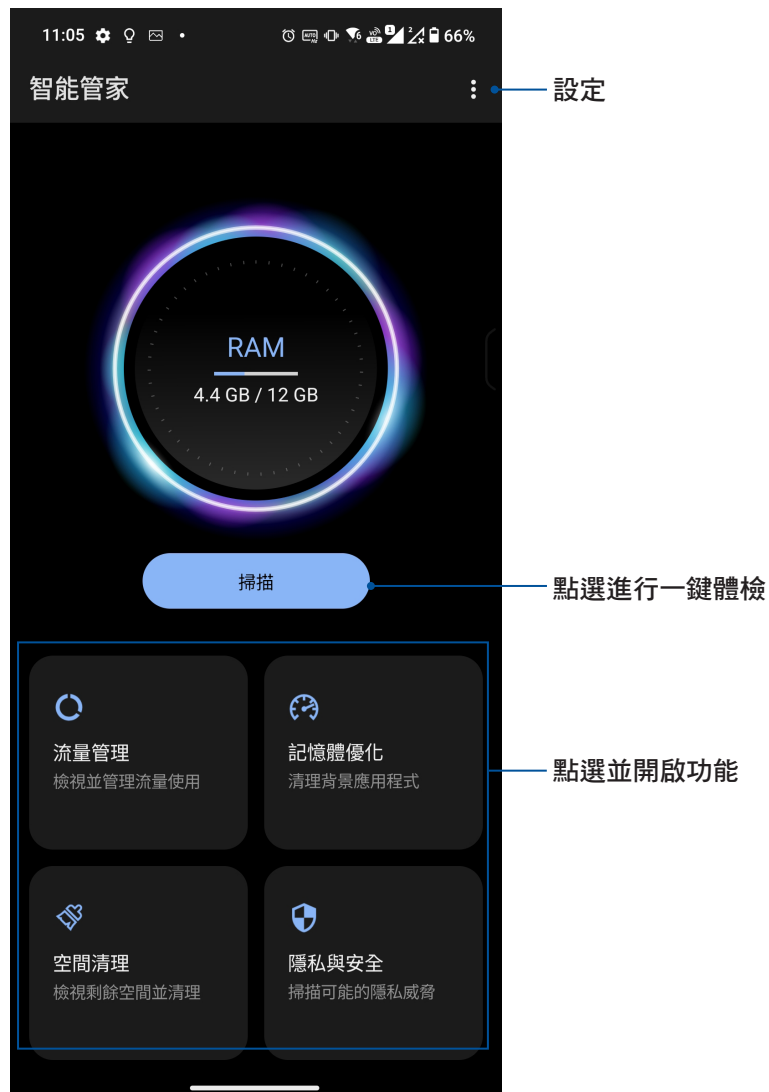 11:05 66%
智能管家
設定
RAM
4.4 GB / 12 GB
掃描
點選進行一鍵體檢
流量管理
檢視並管理流量使用
記憶體優化
清理背景應用程式
點選並開啟功能
空間清理
檢視剩餘空間並清理
隱私與安全
掃描可能的隱私威脅